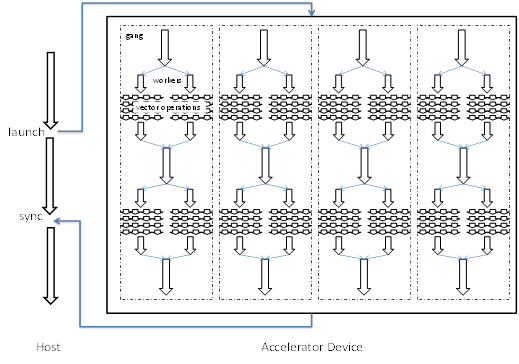 gang
workers
vector operations
launch
sync
Host
Accelerator Device